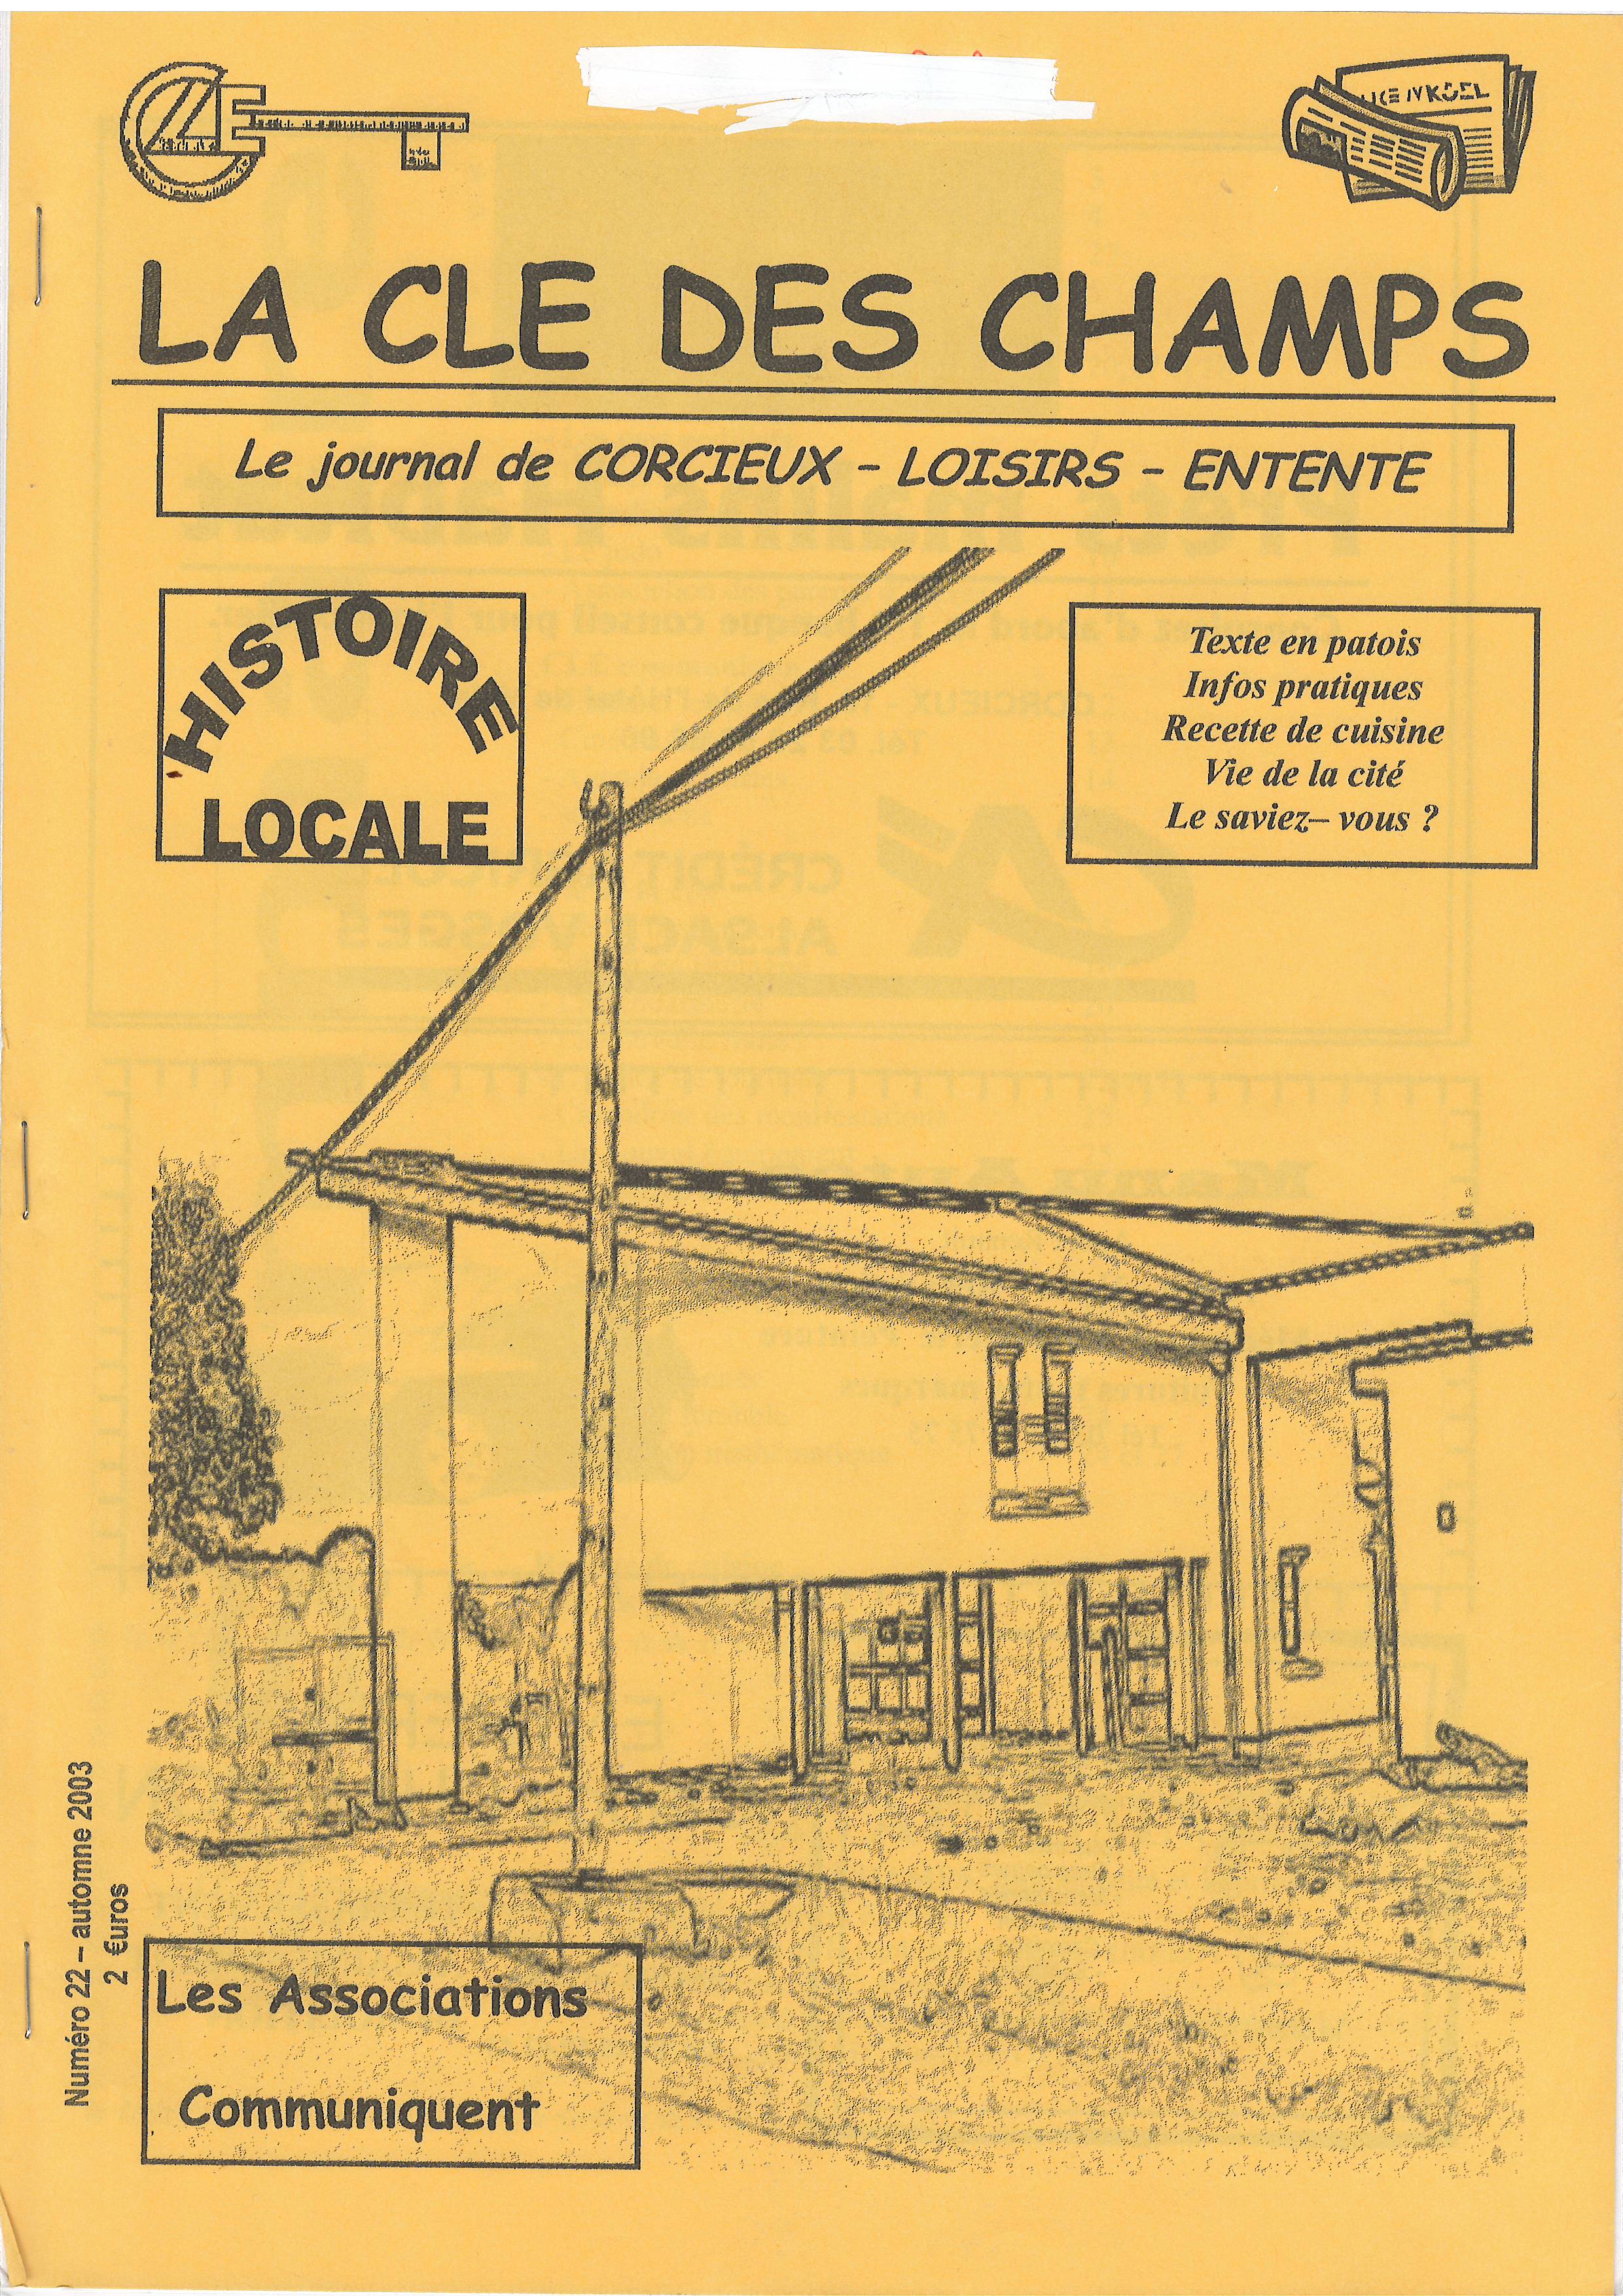 CLE
LA CLE DES CHAMPS
Le journal de CORCIEUX - LOISIRS - ENTENTE
HISTOIRE
LOCALE
Texte en patois
Infos pratiques
Recette de cuisine
Vie de la cité
Le saviez– vous ?
Numéro 22 – automne 2003
2 €uros
Les Associations
Communiquent